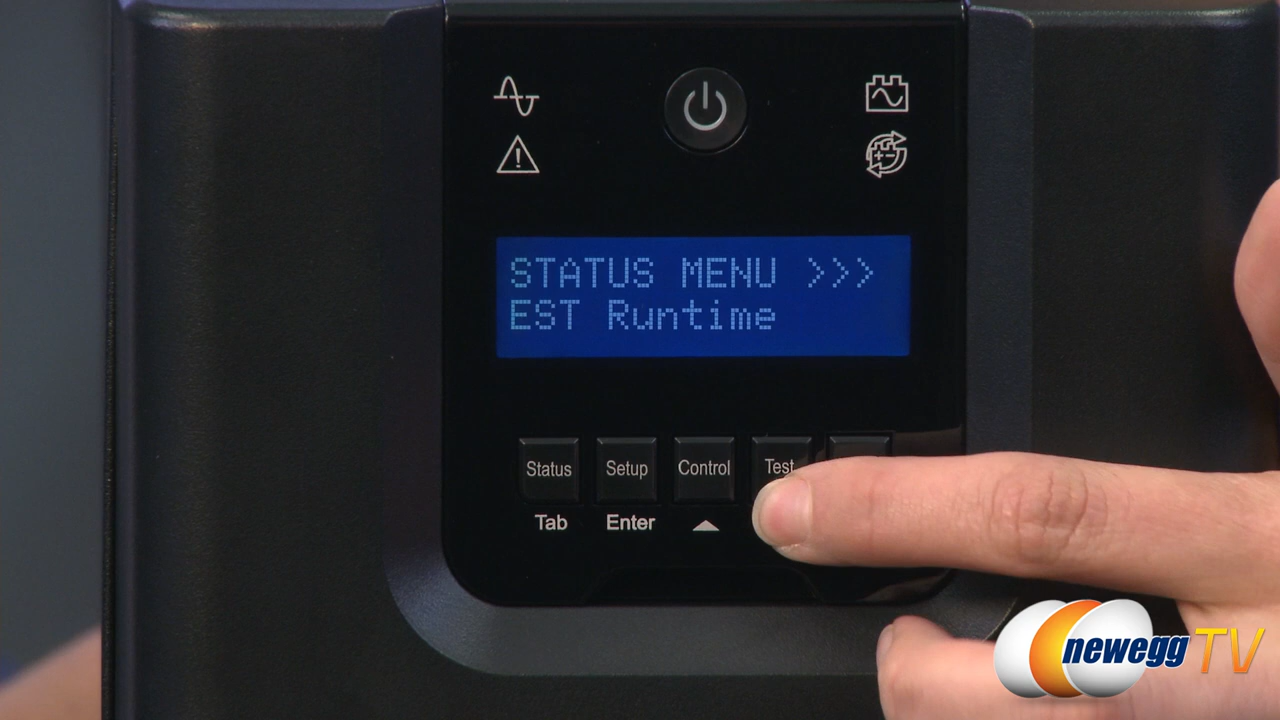 STATUS MENU >>>
EST Runtime
Status Setup Control Test
Tab Enter
newegg TV